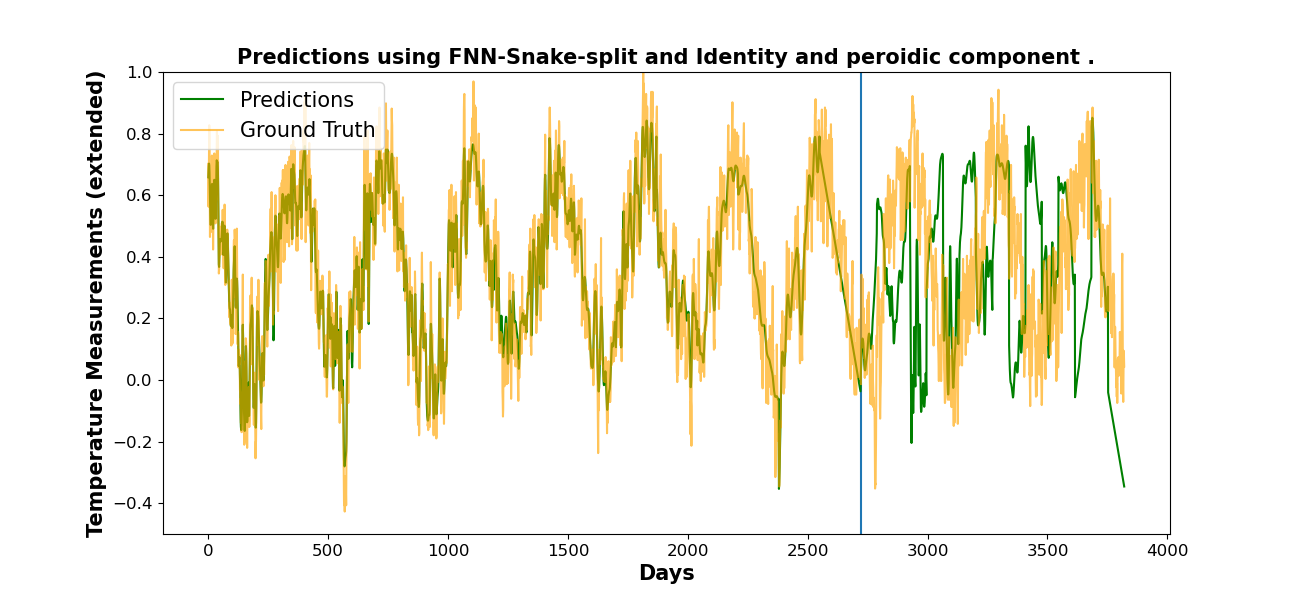 Predictions using FNN-Snake-split and Identity and peroidic component .
Temperature Measurements (extended)
1.0
0.8
0.6
0.4
0.2
0.0
−0.2
−0.4
Predictions
Ground Truth
0 500 1000 1500 2000 2500 3000 3500 4000
Days